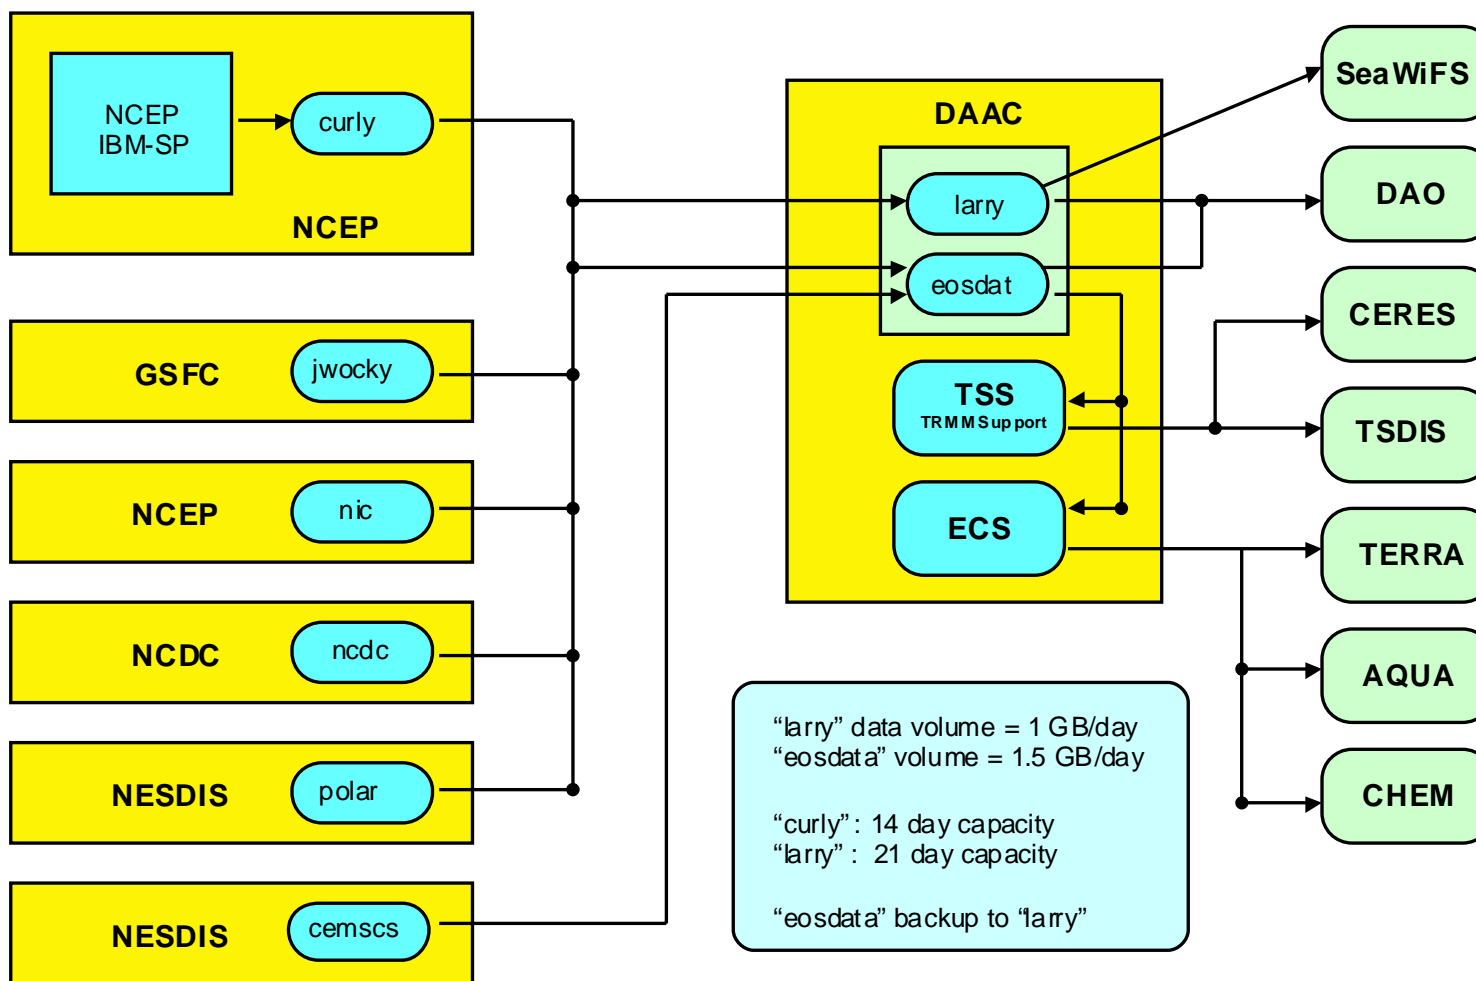 NCEP
IBM-SP
curly
NCEP
GSFC
jwocky
NCEP
nic
NCDC
ncdc
NESDIS
polar
NESDIS
cemscs
DAAC
larry
eosdat
TSS
TRMMSupport
ECS
SeaWiFS
DAO
CERES
TSDIS
TERRA
AQUA
CHEM
“larry” data volume = 1 GB/day
“eosdata” volume = 1.5 GB/day
“curly”: 14 day capacity
“larry”: 21 day capacity
“eosdata” backup to “larry”